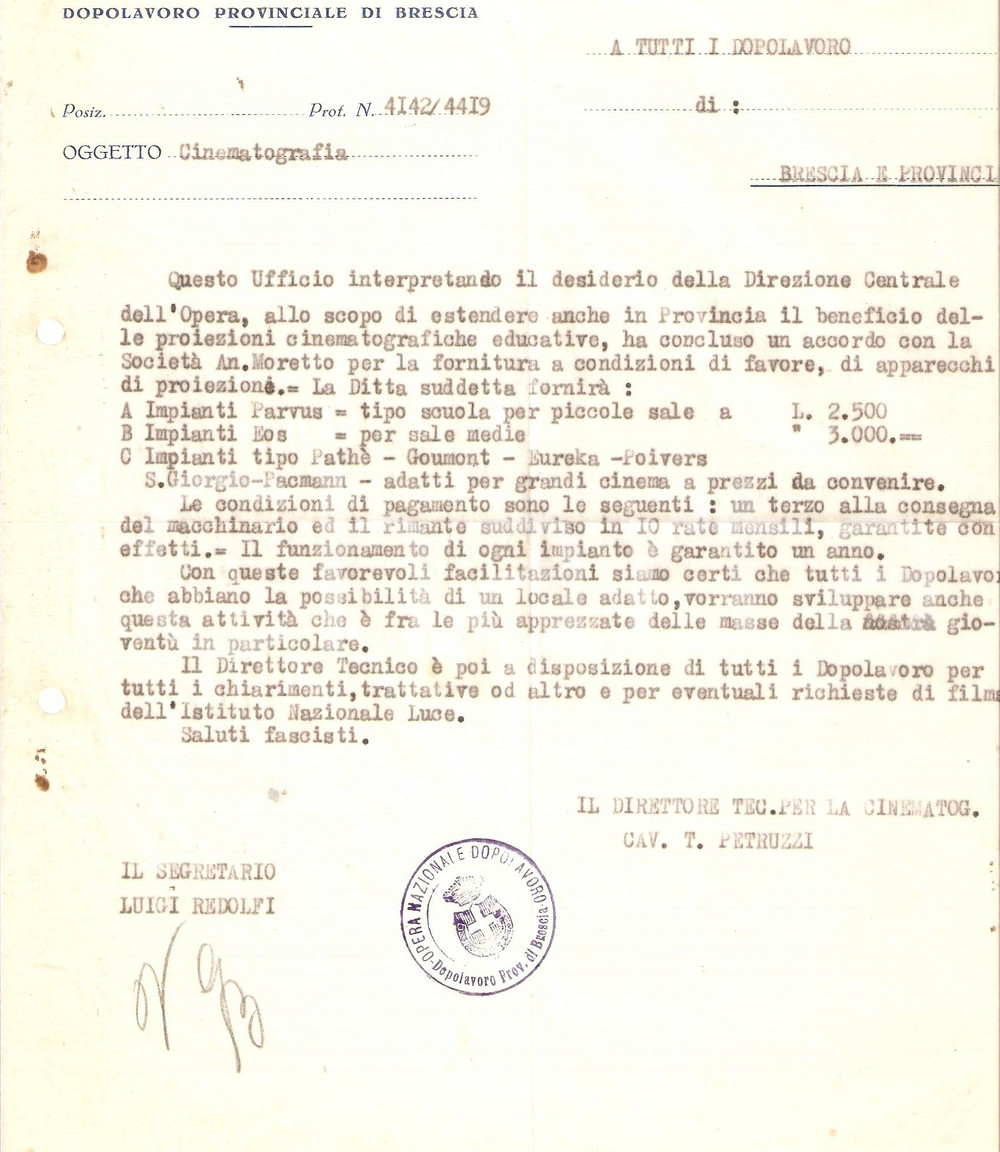 DOPOLAVORO PROVINCIALE DI BRESCIA
A TUTTI I DOPOLAVORO
Posiz. Prot. N. 4I42/44I9
di :
OGGETTO Cinematografia
BRESCIA E PROVINCI
Questo Ufficio interpretando il desiderio della Direzione Centrale
dell'Opera, allo scopo di estendere anche in Provincia il beneficio del-
le proiezioni cinematografiche educative, ha concluso un accordo con la
Società An.Moretto per la fornitura a condizioni di favore, di apparecchi
di proiezione.= La Ditta suddetta fornirà :
A Impianti Parvus = tipo scuola per piccole sale a L. 2.500
B Impianti Eos = per sale medie " 3.000.==
C Impianti tipo Pathè - Goumont - Eureka -Poivers
S.Giorgio-Pacmann - adatti per grandi cinema a prezzi da convenire.
Le condizioni di pagamento sono le seguenti : un terzo alla consegna
del macchinario ed il rimante suddiviso in IO rate mensili, garantite con
effetti.= Il funzionamento di ogni impianto è garantito un anno.
Con queste favorevoli facilitazioni siamo certi che tutti i Dopolavo
che abbiano la possibilità di un locale adatto,vorranno sviluppare anche
questa attività che è fra le più apprezzate delle masse della gio-
ventù in particolare.
Il Direttore Tecnico è poi a disposizione di tutti i Dopolavoro per
tutti i chiarimenti,trattative od altro e per eventuali richieste di films
dell'Istituto Nazionale Luce.
Saluti fascisti.
IL DIRETTORE TEC.PER LA CINEMATOG.
CAV. T. PETRUZZI
IL SEGRETARIO
LUIGI REDOLFI
OPERA NAZIONALE DOPOLAVORO
Dopolavoro Prov. di Brescia